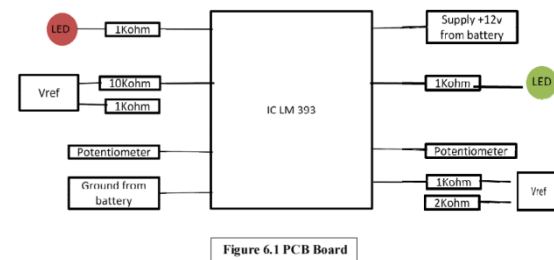 LED
1Kohm
Supply +12v
from battery
Vref
10Kohm
1Kohm
IC LM 393
1Kohm
LED
Potentiometer
Potentiometer
Ground from
battery
1Kohm
2Kohm
Vref
Figure 6.1 PCB Board